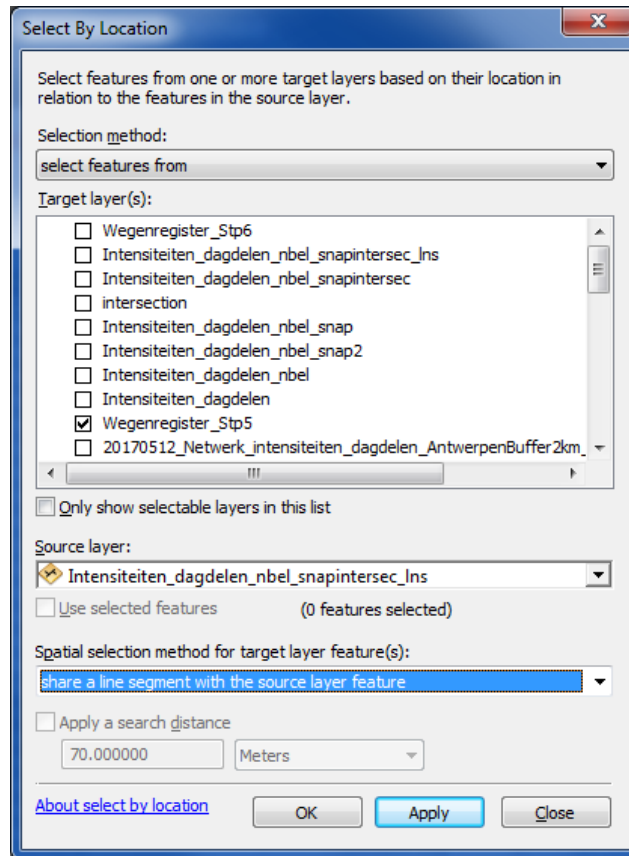 Select By Location
Select features from one or more target layers based on their location in
relation to the features in the source layer.
Selection method:
select features from
Target layer(s):
Wegenregister_Stp6
Intensiteiten_dagdelen_nbel_snapintersec_lns
Intensiteiten_dagdelen_nbel_snapintersec
intersection
Intensiteiten_dagdelen_nbel_snap
Intensiteiten_dagdelen_nbel_snap2
Intensiteiten_dagdelen_nbel
Intensiteiten_dagdelen
Wegenregister_Stp5
20170512_Netwerk_intensiteiten_dagdelen_AntwerpenBuffer2km_
Only show selectable layers in this list
Source layer:
Intensiteiten_dagdelen_nbel_snapintersec_lns
Use selected features (0 features selected)
Spatial selection method for target layer feature(s):
share a line segment with the source layer feature
Apply a search distance
70.000000 Meters
About select by location OK Apply Close